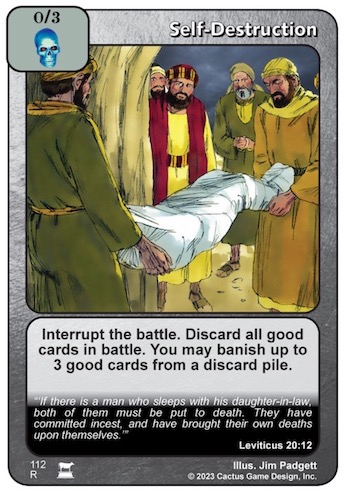 0/3
Self-Destruction
Interrupt the battle. Discard all good
cards in battle. You may banish up to
3 good cards from a discard pile.
"'If there is a man who sleeps with his daughter-in-law,
both of them must be put to death. They have
committed incest, and have brought their own deaths
upon themselves.'"
Leviticus 20:12
112
R
Illus. Jim Padgett
© 2023 Cactus Game Design, Inc.